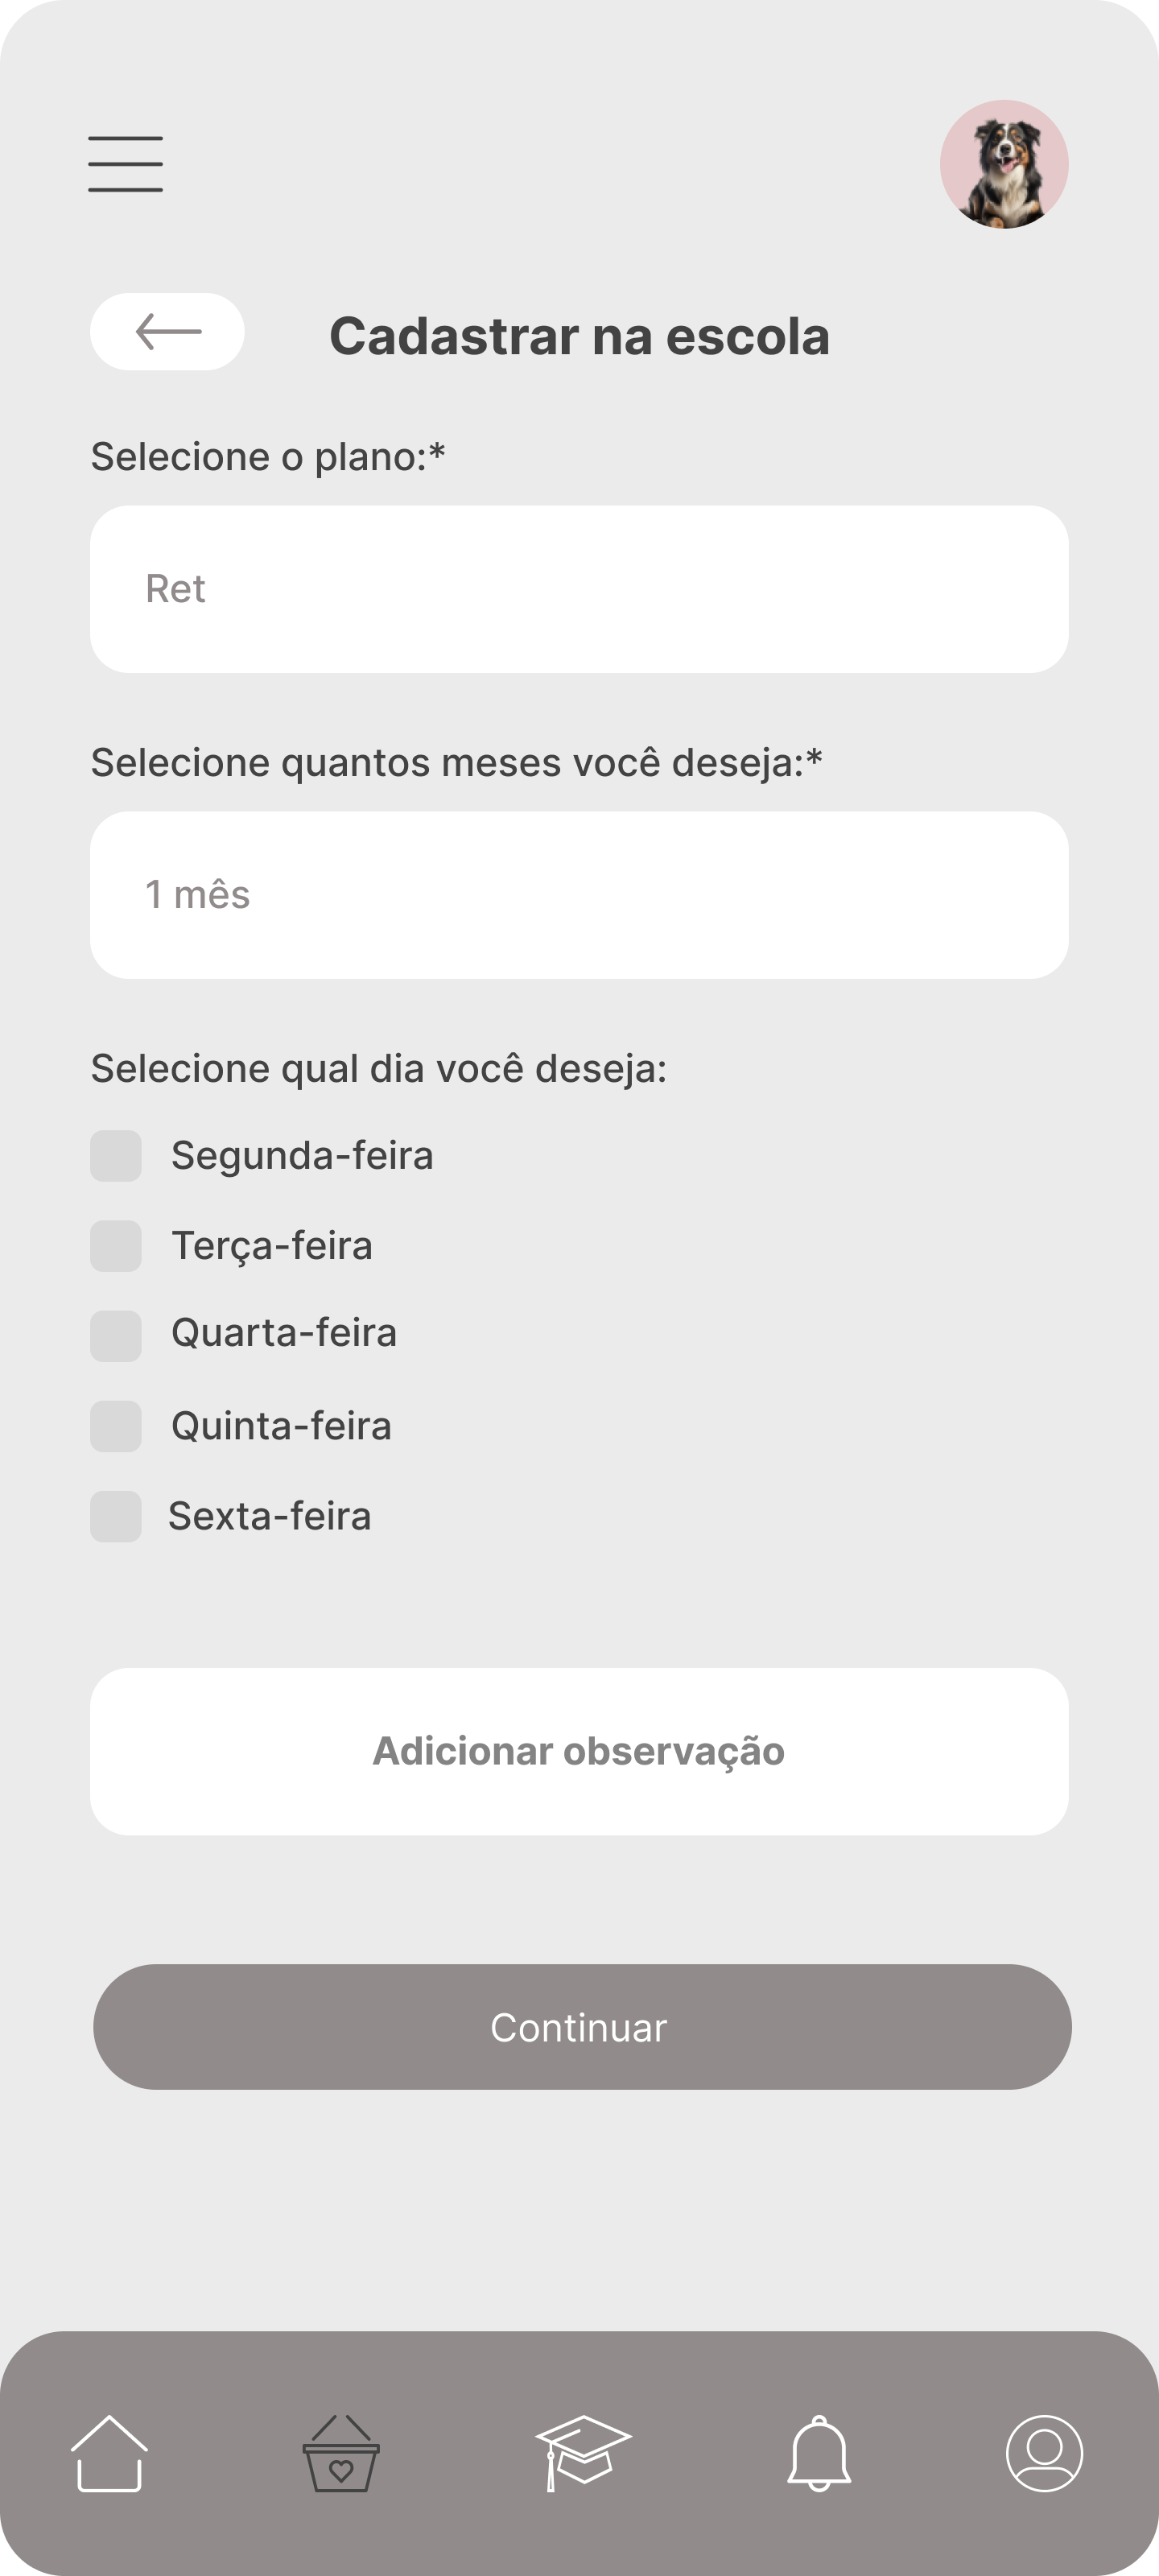 Cadastrar na escola
Selecione o plano:*
Ret
Selecione quantos meses você deseja:*
1 mês
Selecione qual dia você deseja:
Segunda-feira
Terça-feira
Quarta-feira
Quinta-feira
Sexta-feira
Adicionar observação
Continuar